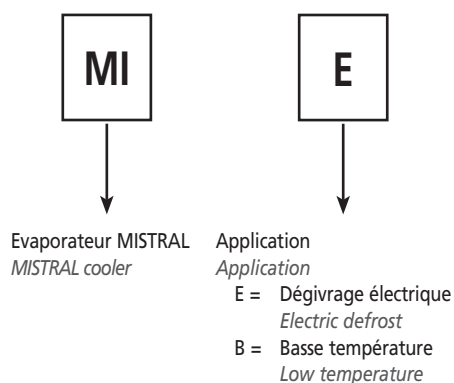 MI
E
Evaporateur MISTRAL
MISTRAL cooler
Application
Application
E = Dégivrage électrique
Electric defrost
B = Basse température
Low temperature